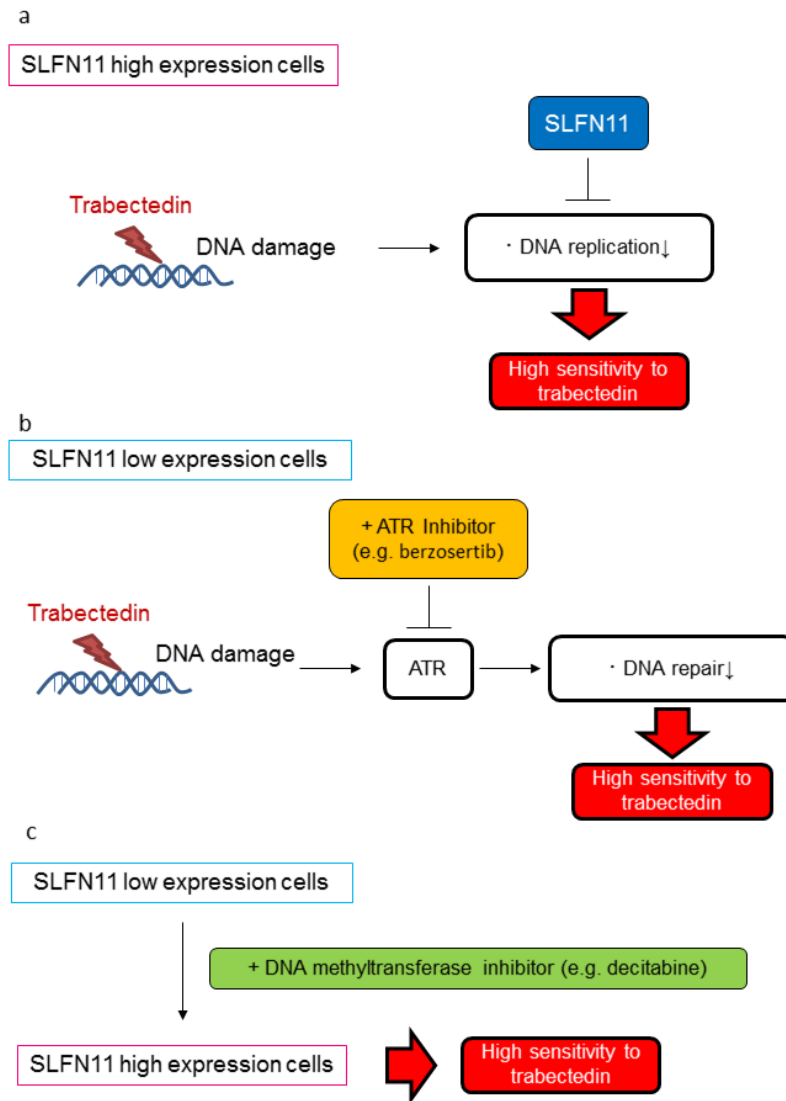 a
SLFN11 high expression cells
SLFN11
Trabectedin
DNA damage
・DNA replication↓
High sensitivity to
trabectedin
b
SLFN11 low expression cells
+ ATR Inhibitor
(e.g. berzosertib)
Trabectedin
DNA damage
ATR
・DNA repair↓
High sensitivity to
trabectedin
c
SLFN11 low expression cells
+ DNA methyltransferase inhibitor (e.g. decitabine)
SLFN11 high expression cells
High sensitivity to
trabectedin